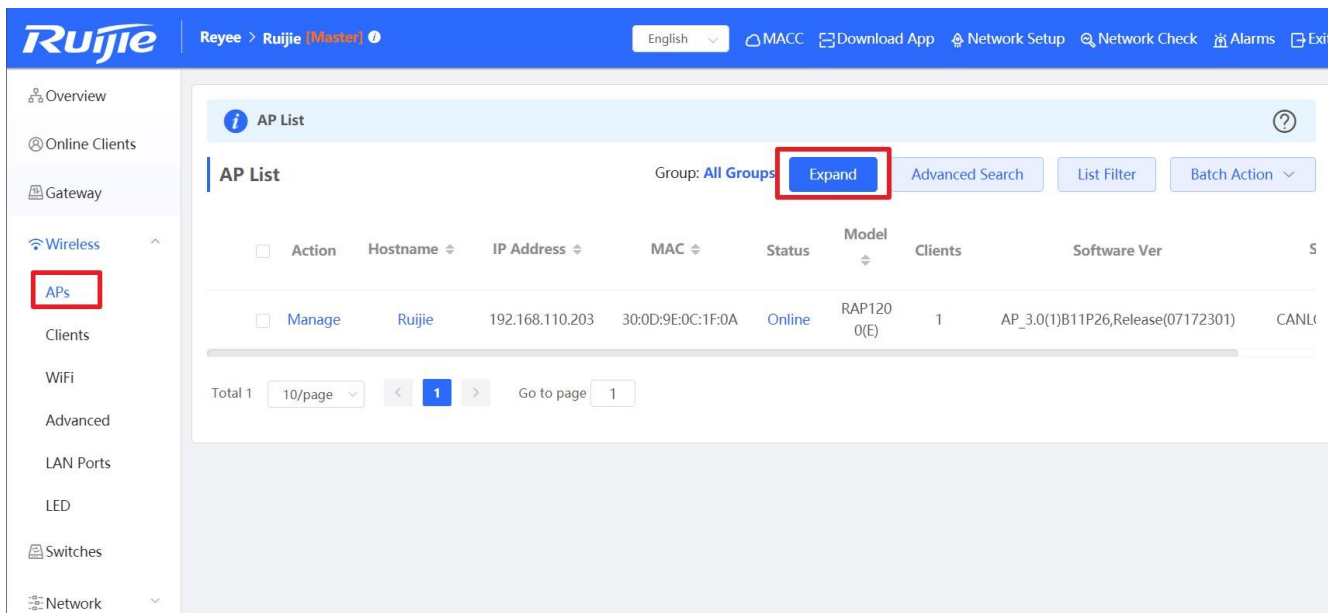 Ruijie
Reyee > Ruijie [Master]
English
MACC
Download App
Network Setup
Network Check
Alarms
Exi
Overview
Online Clients
Gateway
Wireless
APs
Clients
WiFi
Advanced
LAN Ports
LED
Switches
Network
AP List
AP List
Group: All Groups
Expand
Advanced Search
List Filter
Batch Action
Action Hostname IP Address MAC Status Model Clients Software Ver S
Manage Ruijie 192.168.110.203 30:0D:9E:0C:1F:0A Online RAP120 1 AP_3.0(1)B11P26,Release(07172301) CANL
0(E)
Total 1 10/page < 1 > Go to page 1